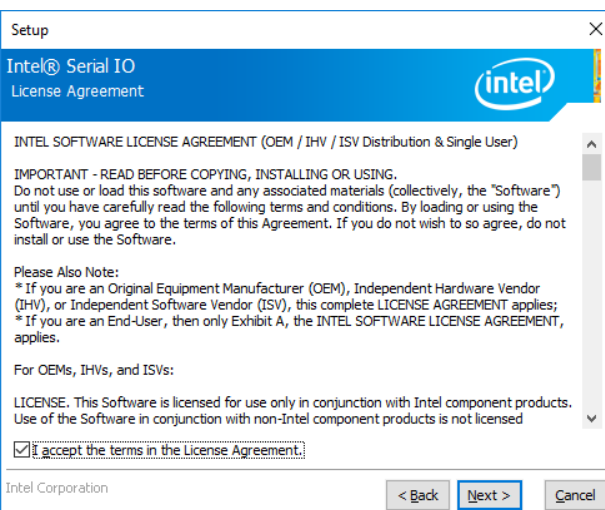 Setup
Intel® Serial IO
License Agreement
intel
INTEL SOFTWARE LICENSE AGREEMENT (OEM / IHV / ISV Distribution & Single User)
IMPORTANT - READ BEFORE COPYING, INSTALLING OR USING.
Do not use or load this software and any associated materials (collectively, the "Software")
until you have carefully read the following terms and conditions. By loading or using the
Software, you agree to the terms of this Agreement. If you do not wish to so agree, do not
install or use the Software.
Please Also Note:
* If you are an Original Equipment Manufacturer (OEM), Independent Hardware Vendor
(IHV), or Independent Software Vendor (ISV), this complete LICENSE AGREEMENT applies;
* If you are an End-User, then only Exhibit A, the INTEL SOFTWARE LICENSE AGREEMENT,
applies.
For OEMs, IHVs, and ISVs:
LICENSE. This Software is licensed for use only in conjunction with Intel component products.
Use of the Software in conjunction with non-Intel component products is not licensed
I accept the terms in the License Agreement.
Intel Corporation
< Back Next > Cancel